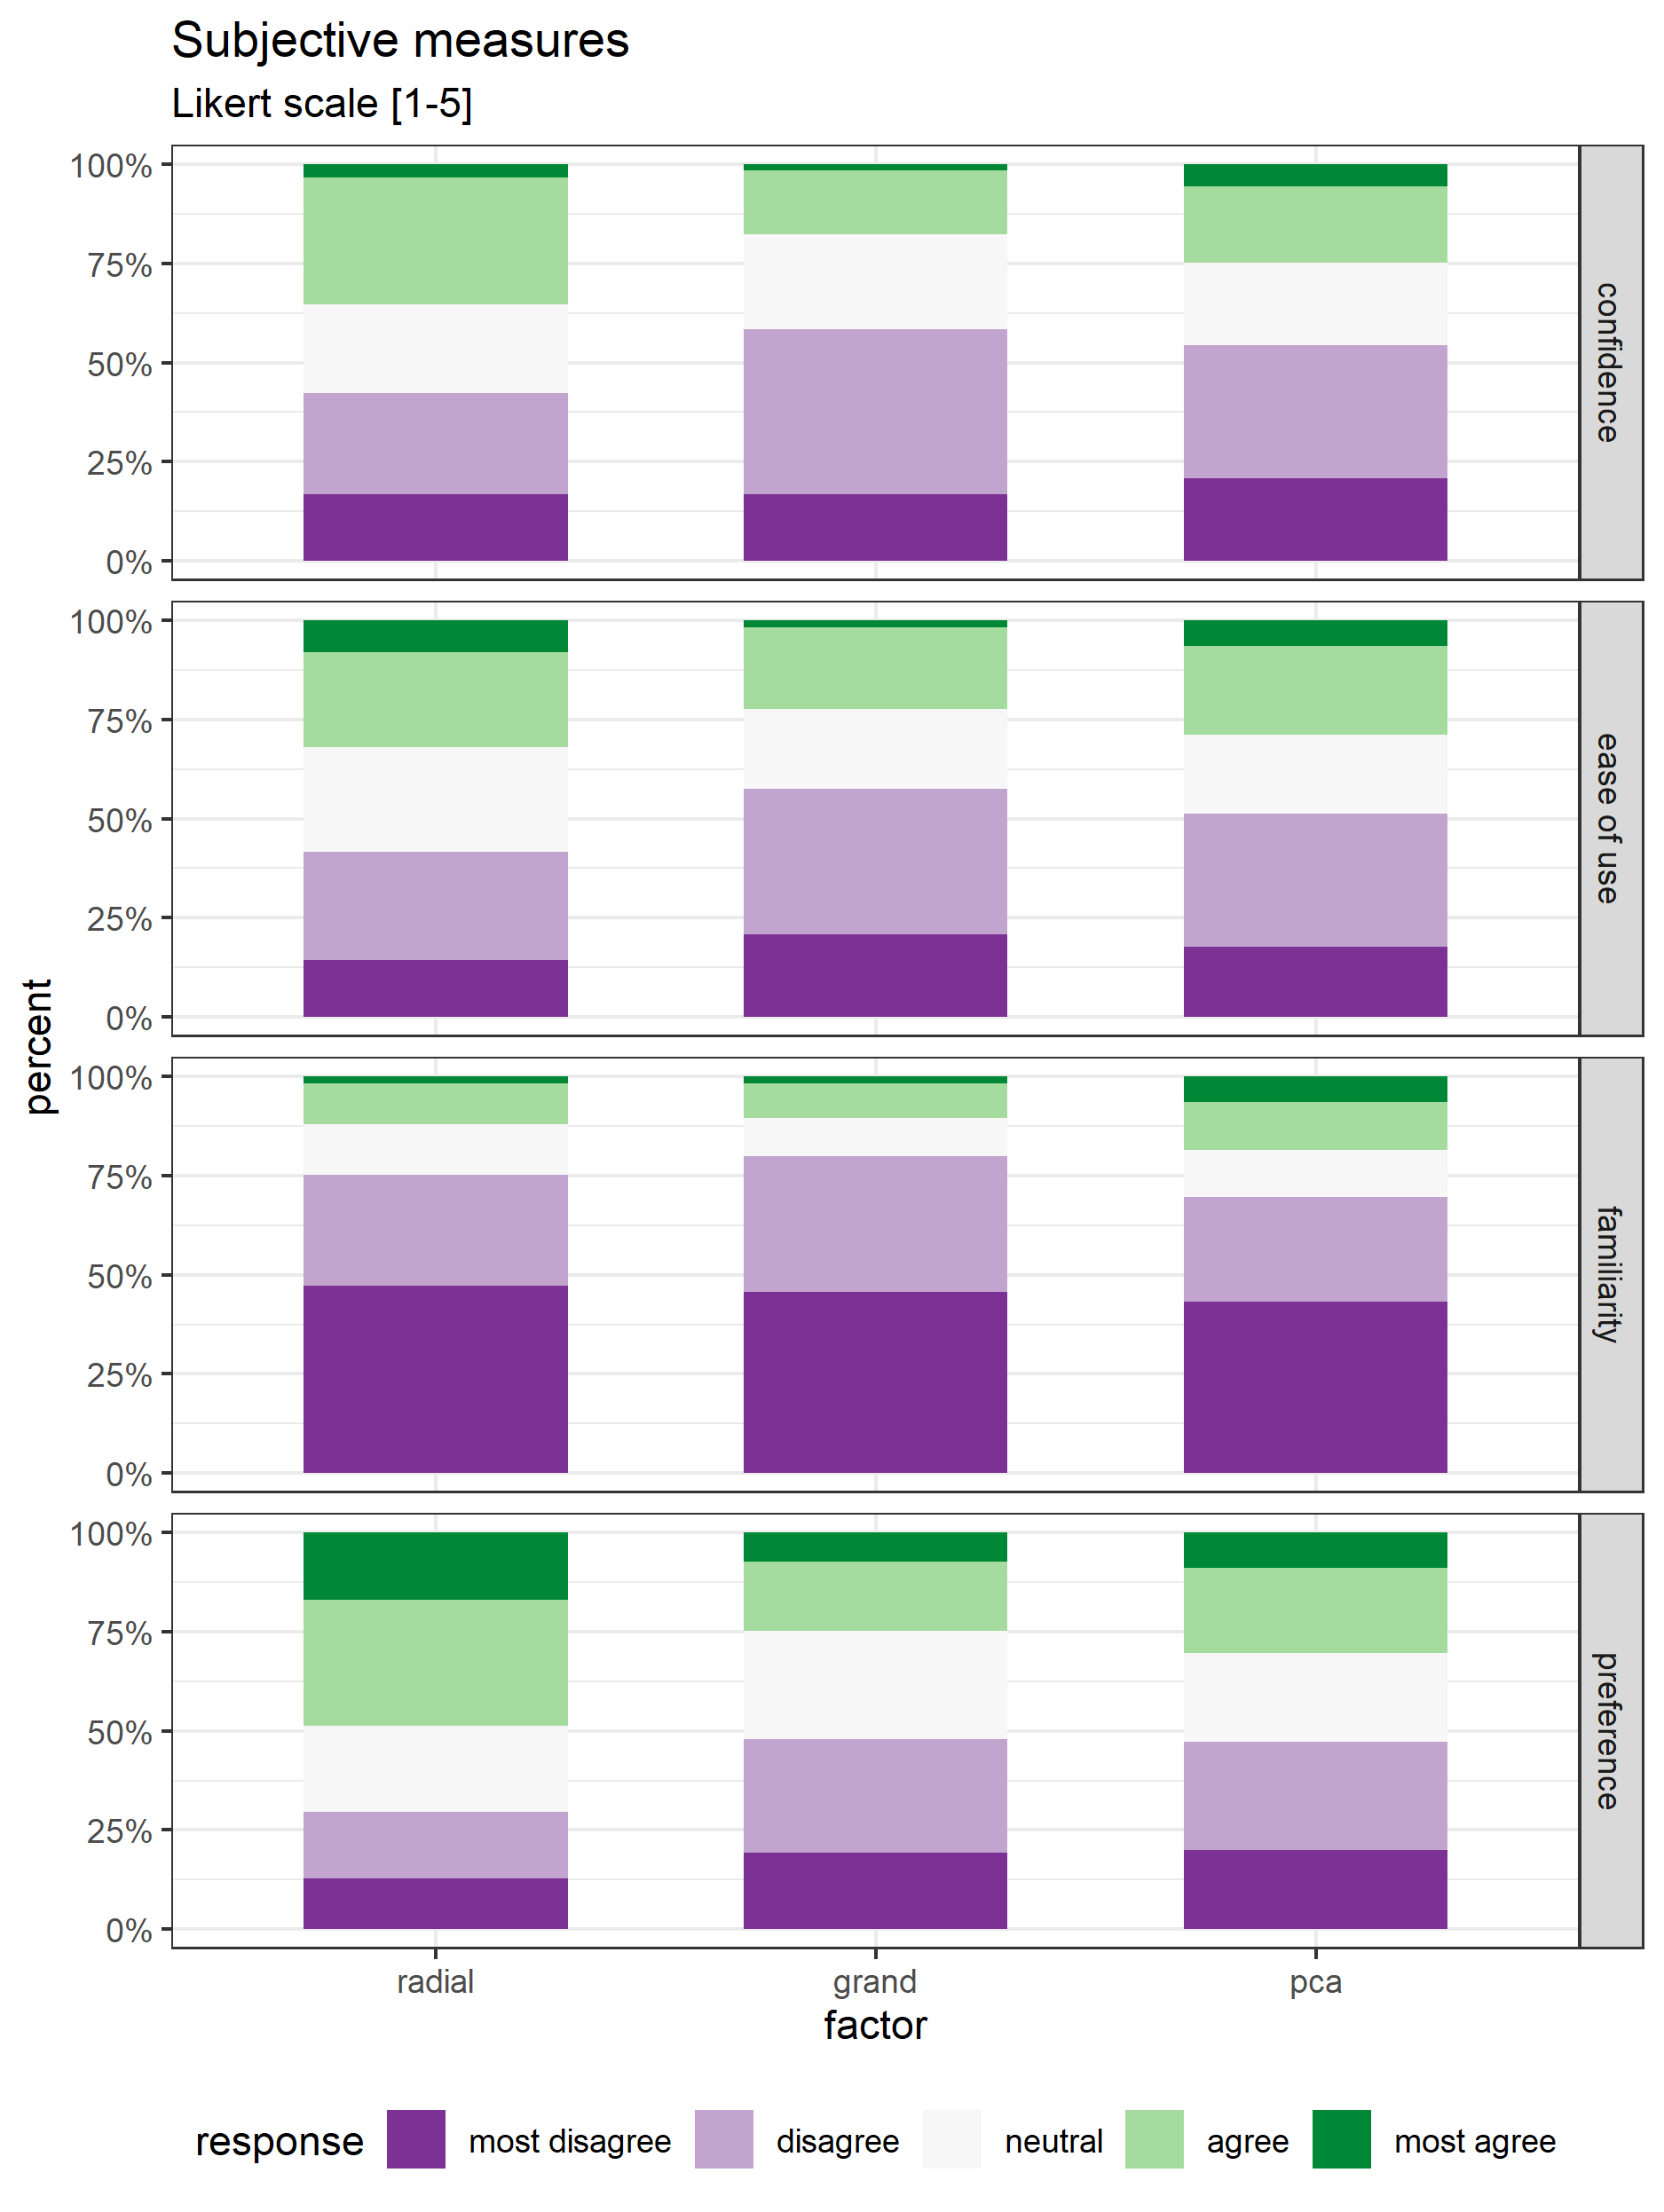 Subjective measures
Likert scale [1-5]
100%
75%
50%
25%
0%
confidence
100%
75%
50%
25%
0%
ease of use
100%
75%
50%
25%
0%
familiarity
100%
75%
50%
25%
0%
preference
percent
radial grand pca
factor
response most disagree disagree neutral agree most agree